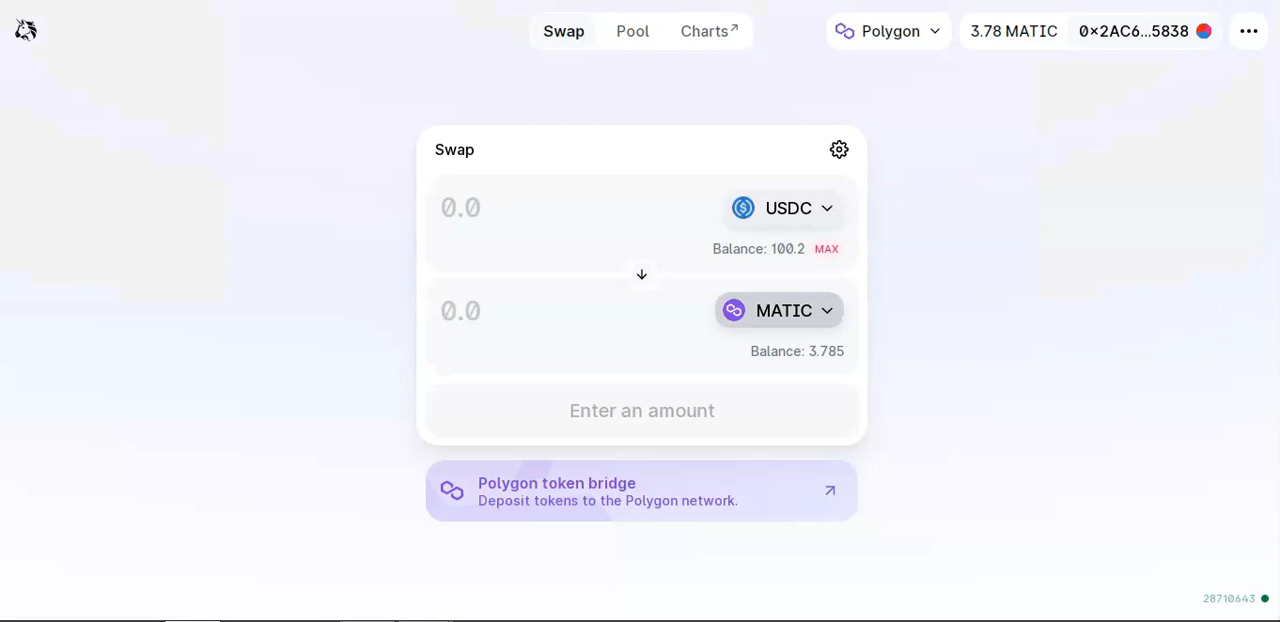 Swap Pool Charts↗ Polygon 3.78 MATIC 0x2AC6...5838
Swap
0.0 USDC
Balance: 100.2 MAX
0.0 MATIC
Balance: 3.785
Enter an amount
Polygon token bridge
Deposit tokens to the Polygon network.
28710643